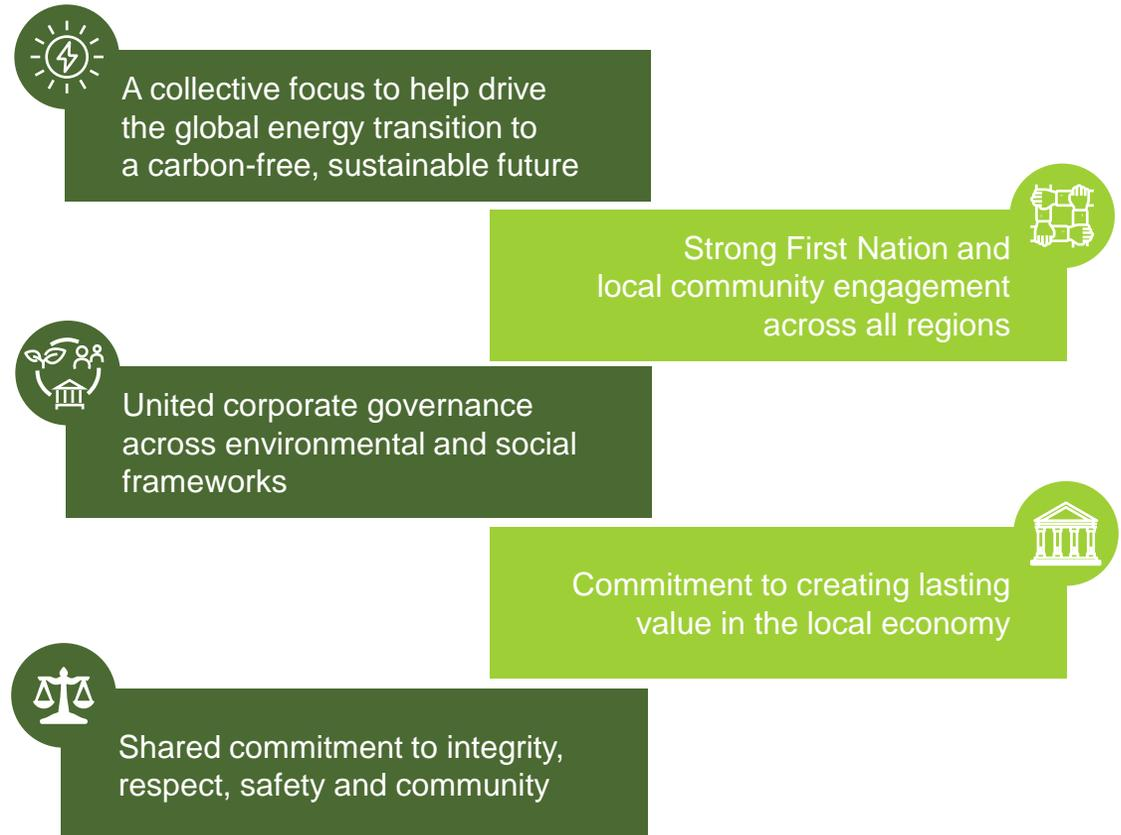 A collective focus to help drive
the global energy transition to
a carbon-free, sustainable future
Strong First Nation and
local community engagement
across all regions
United corporate governance
across environmental and social
frameworks
Commitment to creating lasting
value in the local economy
Shared commitment to integrity,
respect, safety and community